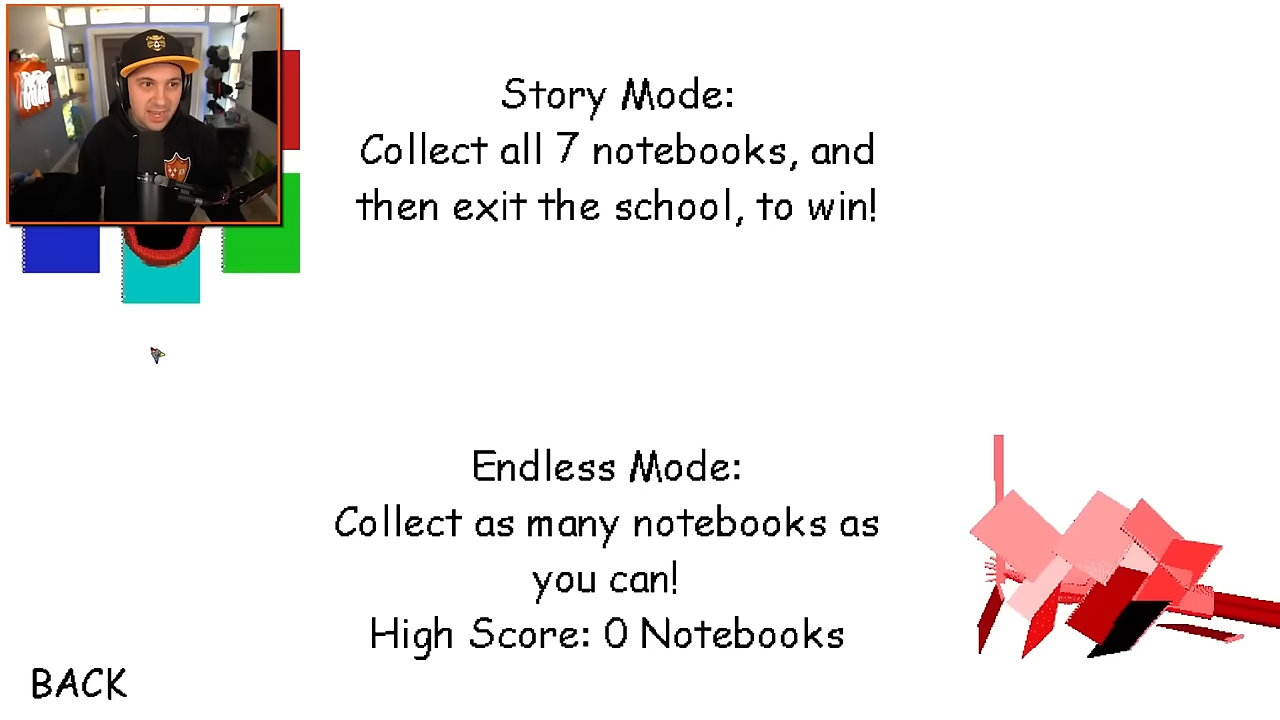 Story Mode:
Collect all 7 notebooks, and
then exit the school, to win!
Endless Mode:
Collect as many notebooks as
you can!
High Score: 0 Notebooks
BACK